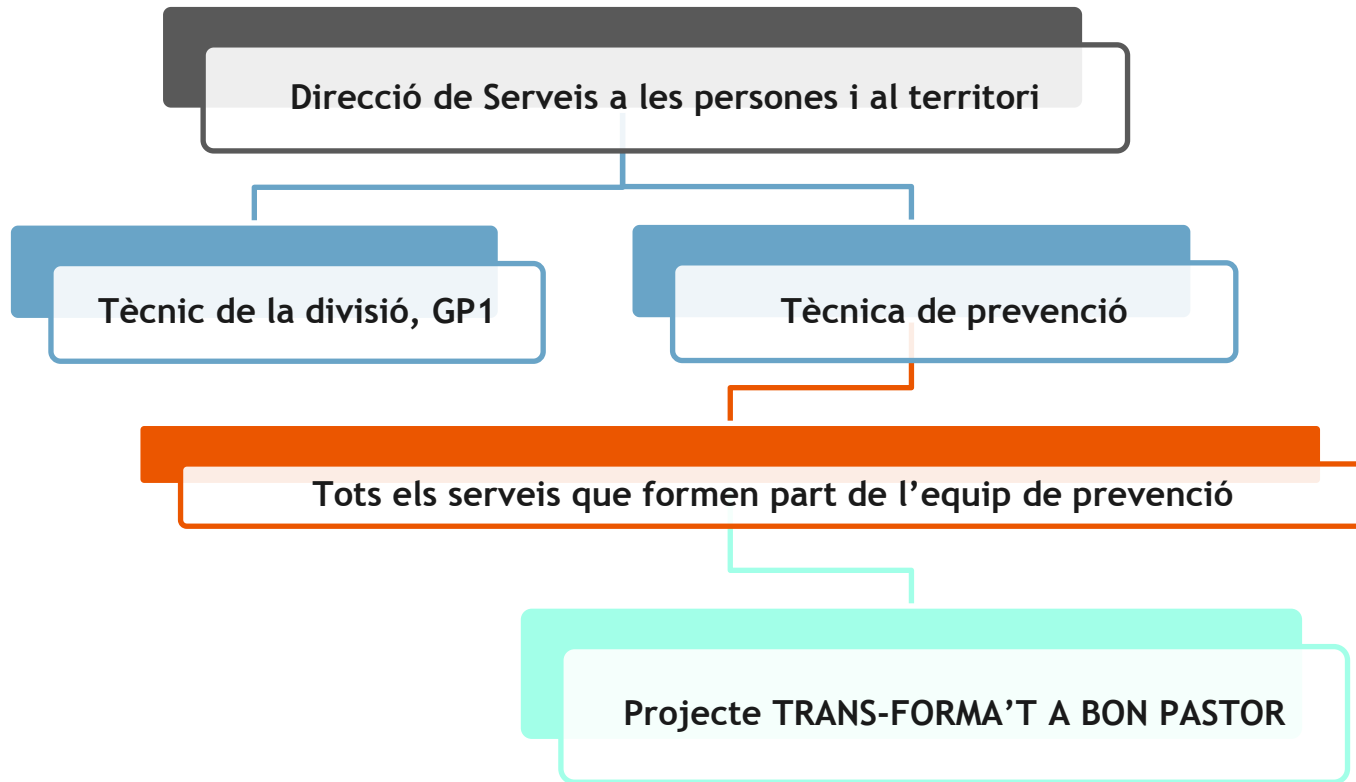 Direcció de Serveis a les persones i al territori
Tècnic de la divisió, GP1
Tècnica de prevenció
Tots els serveis que formen part de l’equip de prevenció
Projecte TRANS-FORMA’T A BON PASTOR